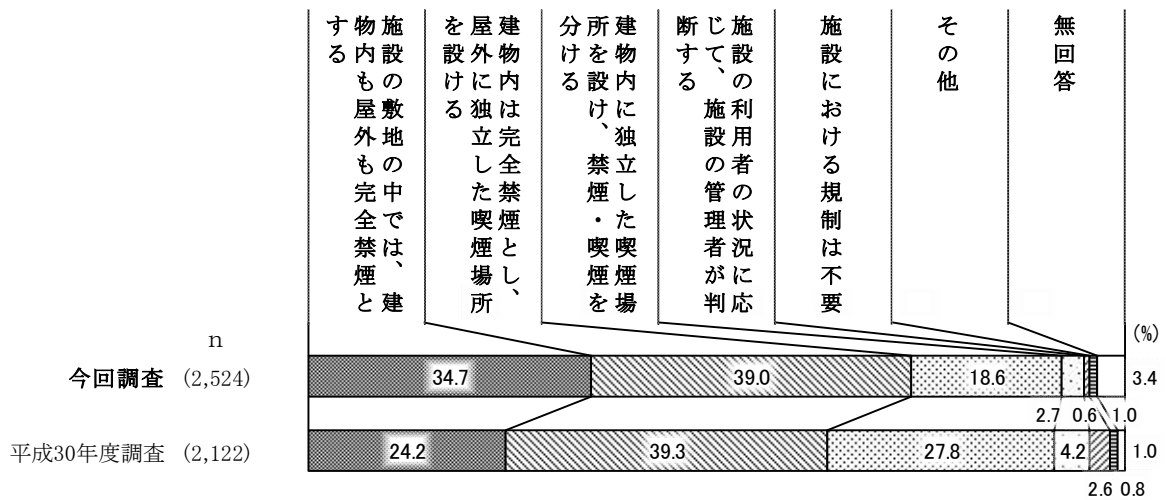 施設の敷地の中では、建
物内も屋外も完全禁煙と
する
建物内は完全禁煙とし、
屋外に独立した喫煙場所
を設ける
建物内に独立した喫煙場
所を設け、禁煙・喫煙を
分ける
施設の利用者の状況に応
じて、施設の管理者が判
断する
施設における規制は不要
その他
無回答
(%)
n
今回調査 (2,524) 34.7 39.0 18.6 3.4
2.7 0.6 1.0
平成30年度調査 (2,122) 24.2 39.3 27.8 4.2 1.0
2.6 0.8